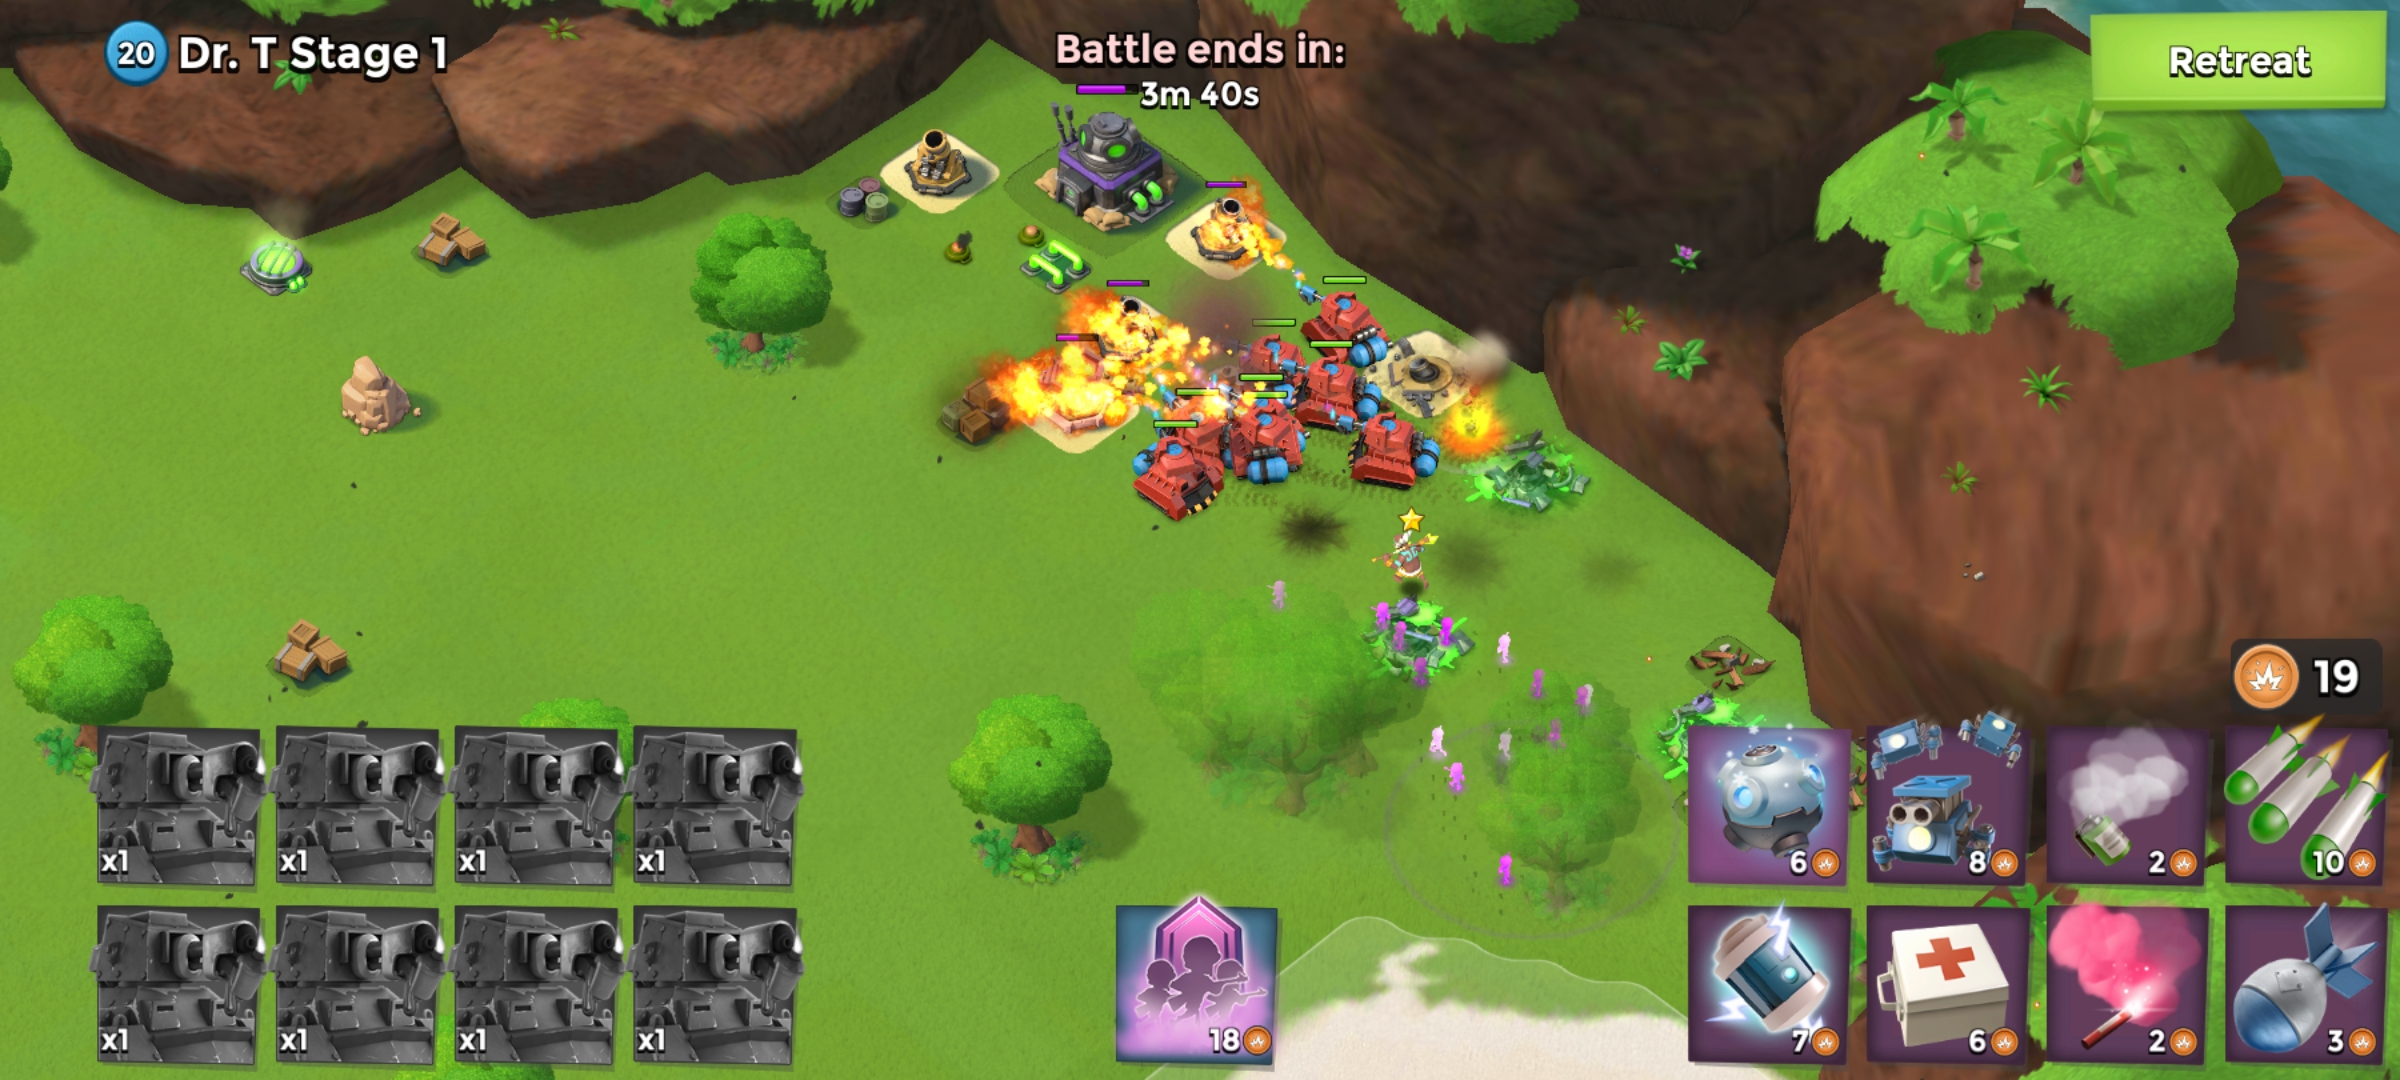 20 Dr. T Stage 1
Battle ends in:
3m 40s
Retreat
19
x1 x1 x1 x1
6 8 2 10
x1 x1 x1 x1
18
7 6 2 3